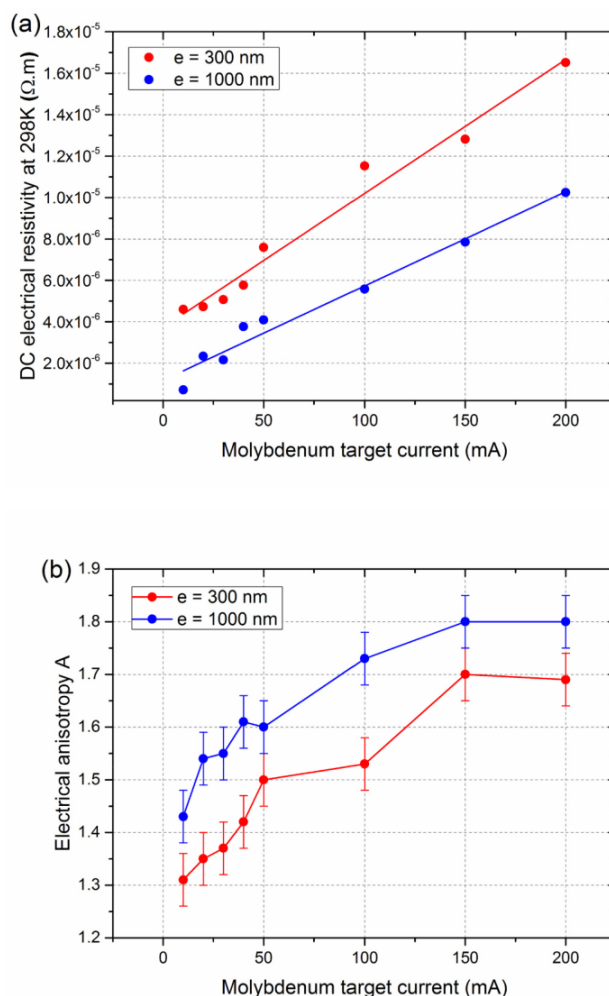 (a)
1.8x10⁻⁵
1.6x10⁻⁵
1.4x10⁻⁵
1.2x10⁻⁵
1.0x10⁻⁵
8.0x10⁻⁶
6.0x10⁻⁶
4.0x10⁻⁶
2.0x10⁻⁶
DC electrical resistivity at 298K (Ω.m)
e = 300 nm
e = 1000 nm
0 50 100 150 200
Molybdenum target current (mA)
(b)
1.9
1.8
1.7
1.6
1.5
1.4
1.3
1.2
Electrical anisotropy A
e = 300 nm
e = 1000 nm
0 50 100 150 200
Molybdenum target current (mA)